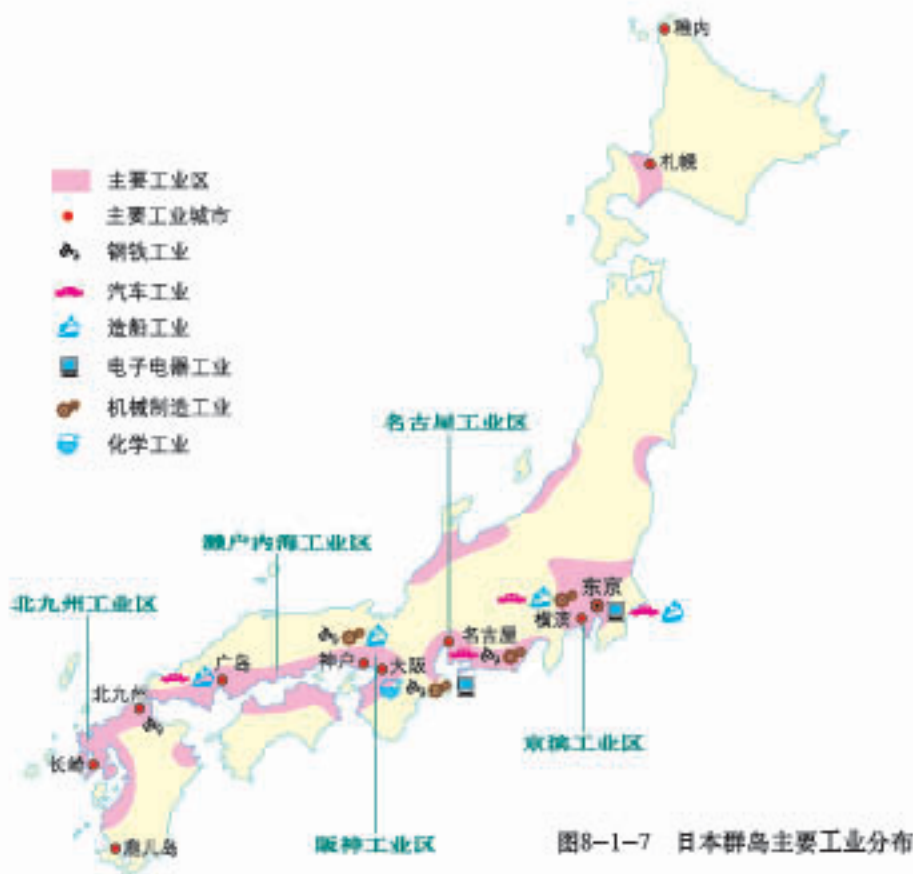 稚内
札幌
主要工业区
主要工业城市
钢铁工业
汽车工业
造船工业
电子电器工业
机械制造工业
化学工业
名古屋工业区
濑户内海工业区
北九州工业区
东京
横滨
名古屋
神户
大阪
广岛
北九州
长崎
鹿儿岛
京滨工业区
阪神工业区
图8-1-7 日本群岛主要工业分布